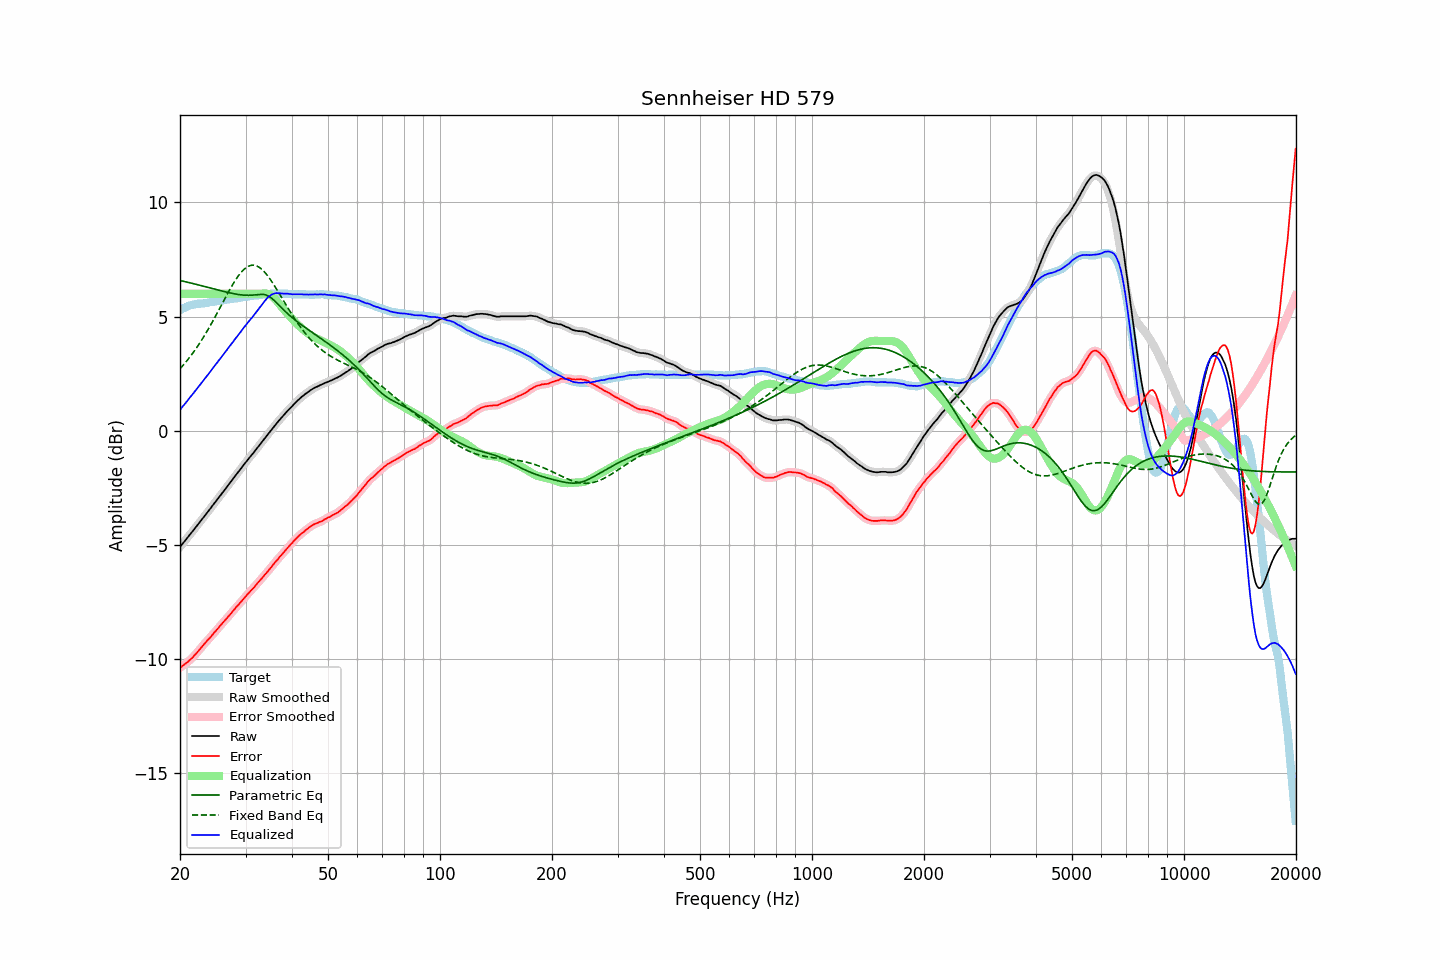 Sennheiser HD 579
Amplitude (dBr)
10
5
0
−5
−10
−15
Target
Raw Smoothed
Error Smoothed
Raw
Error
Equalization
Parametric Eq
Fixed Band Eq
Equalized
20 50 100 200 500 1000 2000 5000 10000 20000
Frequency (Hz)